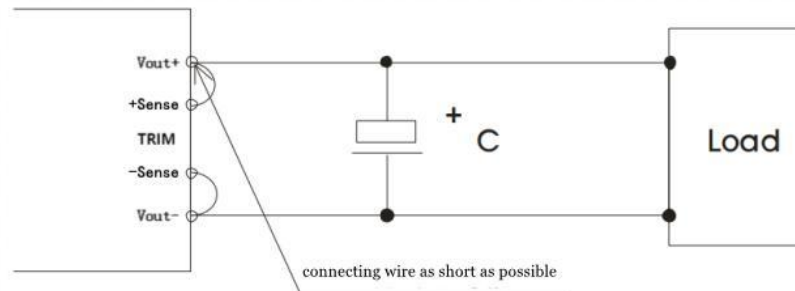 Vout+
+Sense
TRIM
-Sense
Vout-
+
C
Load
connecting wire as short as possible